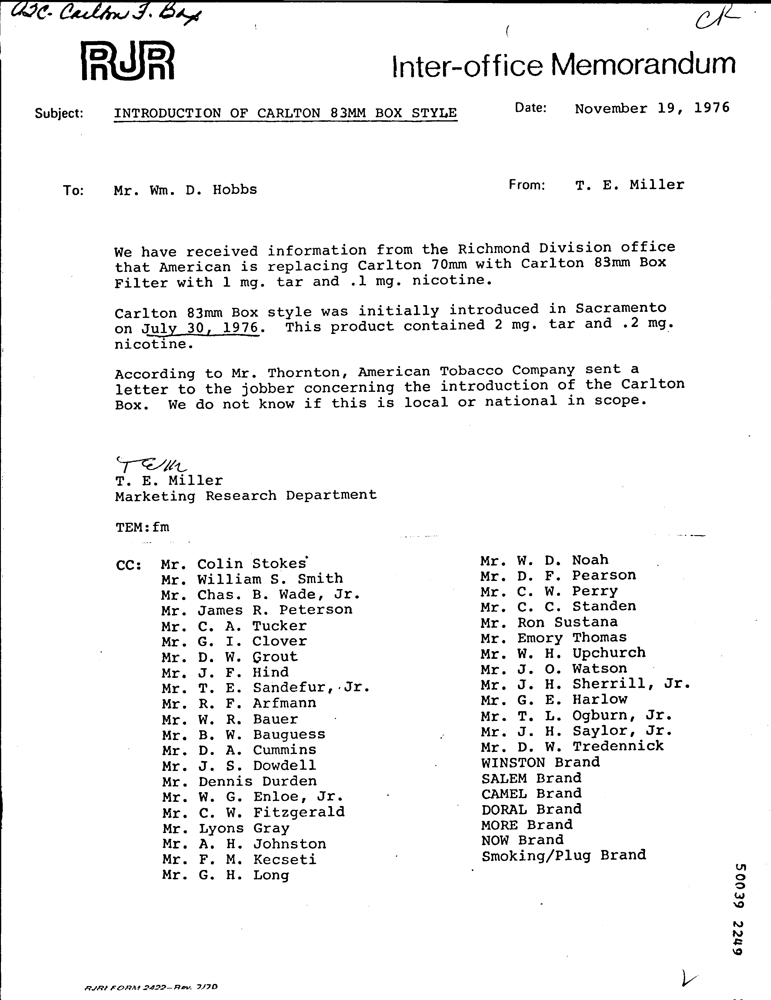 ATC- Carlton F. Box
CR
RJR
Inter-office Memorandum
Subject: INTRODUCTION OF CARLTON 83MM BOX STYLE
Date: November 19, 1976
To: Mr. Wm. D. Hobbs
From: T. E. Miller
We have received information from the Richmond Division office
that American is replacing Carlton 70mm with Carlton 83mm Box
Filter with 1 mg. tar and .1 mg. nicotine.
Carlton 83mm Box style was initially introduced in Sacramento
on July 30, 1976. This product contained 2 mg. tar and .2 mg.
nicotine.
According to Mr. Thornton, American Tobacco Company sent a
letter to the jobber concerning the introduction of the Carlton
Box. We do not know if this is local or national in scope.
TEM
T. E. Miller
Marketing Research Department
TEM:fm
CC: Mr. Colin Stokes
Mr. William S. Smith
Mr. Chas. B. Wade, Jr.
Mr. James R. Peterson
Mr. C. A. Tucker
Mr. G. I. Clover
Mr. D. W. Grout
Mr. J. F. Hind
Mr. T. E. Sandefur, Jr.
Mr. R. F. Arfmann
Mr. W. R. Bauer
Mr. B. W. Bauguess
Mr. D. A. Cummins
Mr. J. S. Dowdell
Mr. Dennis Durden
Mr. W. G. Enloe, Jr.
Mr. C. W. Fitzgerald
Mr. Lyons Gray
Mr. A. H. Johnston
Mr. F. M. Kecseti
Mr. G. H. Long
Mr. W. D. Noah
Mr. D. F. Pearson
Mr. C. W. Perry
Mr. C. C. Standen
Mr. Ron Sustana
Mr. Emory Thomas
Mr. W. H. Upchurch
Mr. J. O. Watson
Mr. J. H. Sherrill, Jr.
Mr. G. E. Harlow
Mr. T. L. Ogburn, Jr.
Mr. J. H. Saylor, Jr.
Mr. D. W. Tredennick
WINSTON Brand
SALEM Brand
CAMEL Brand
DORAL Brand
MORE Brand
NOW Brand
Smoking/Plug Brand
50039 2249
RJRI FORM 2422—Rev. 7/70